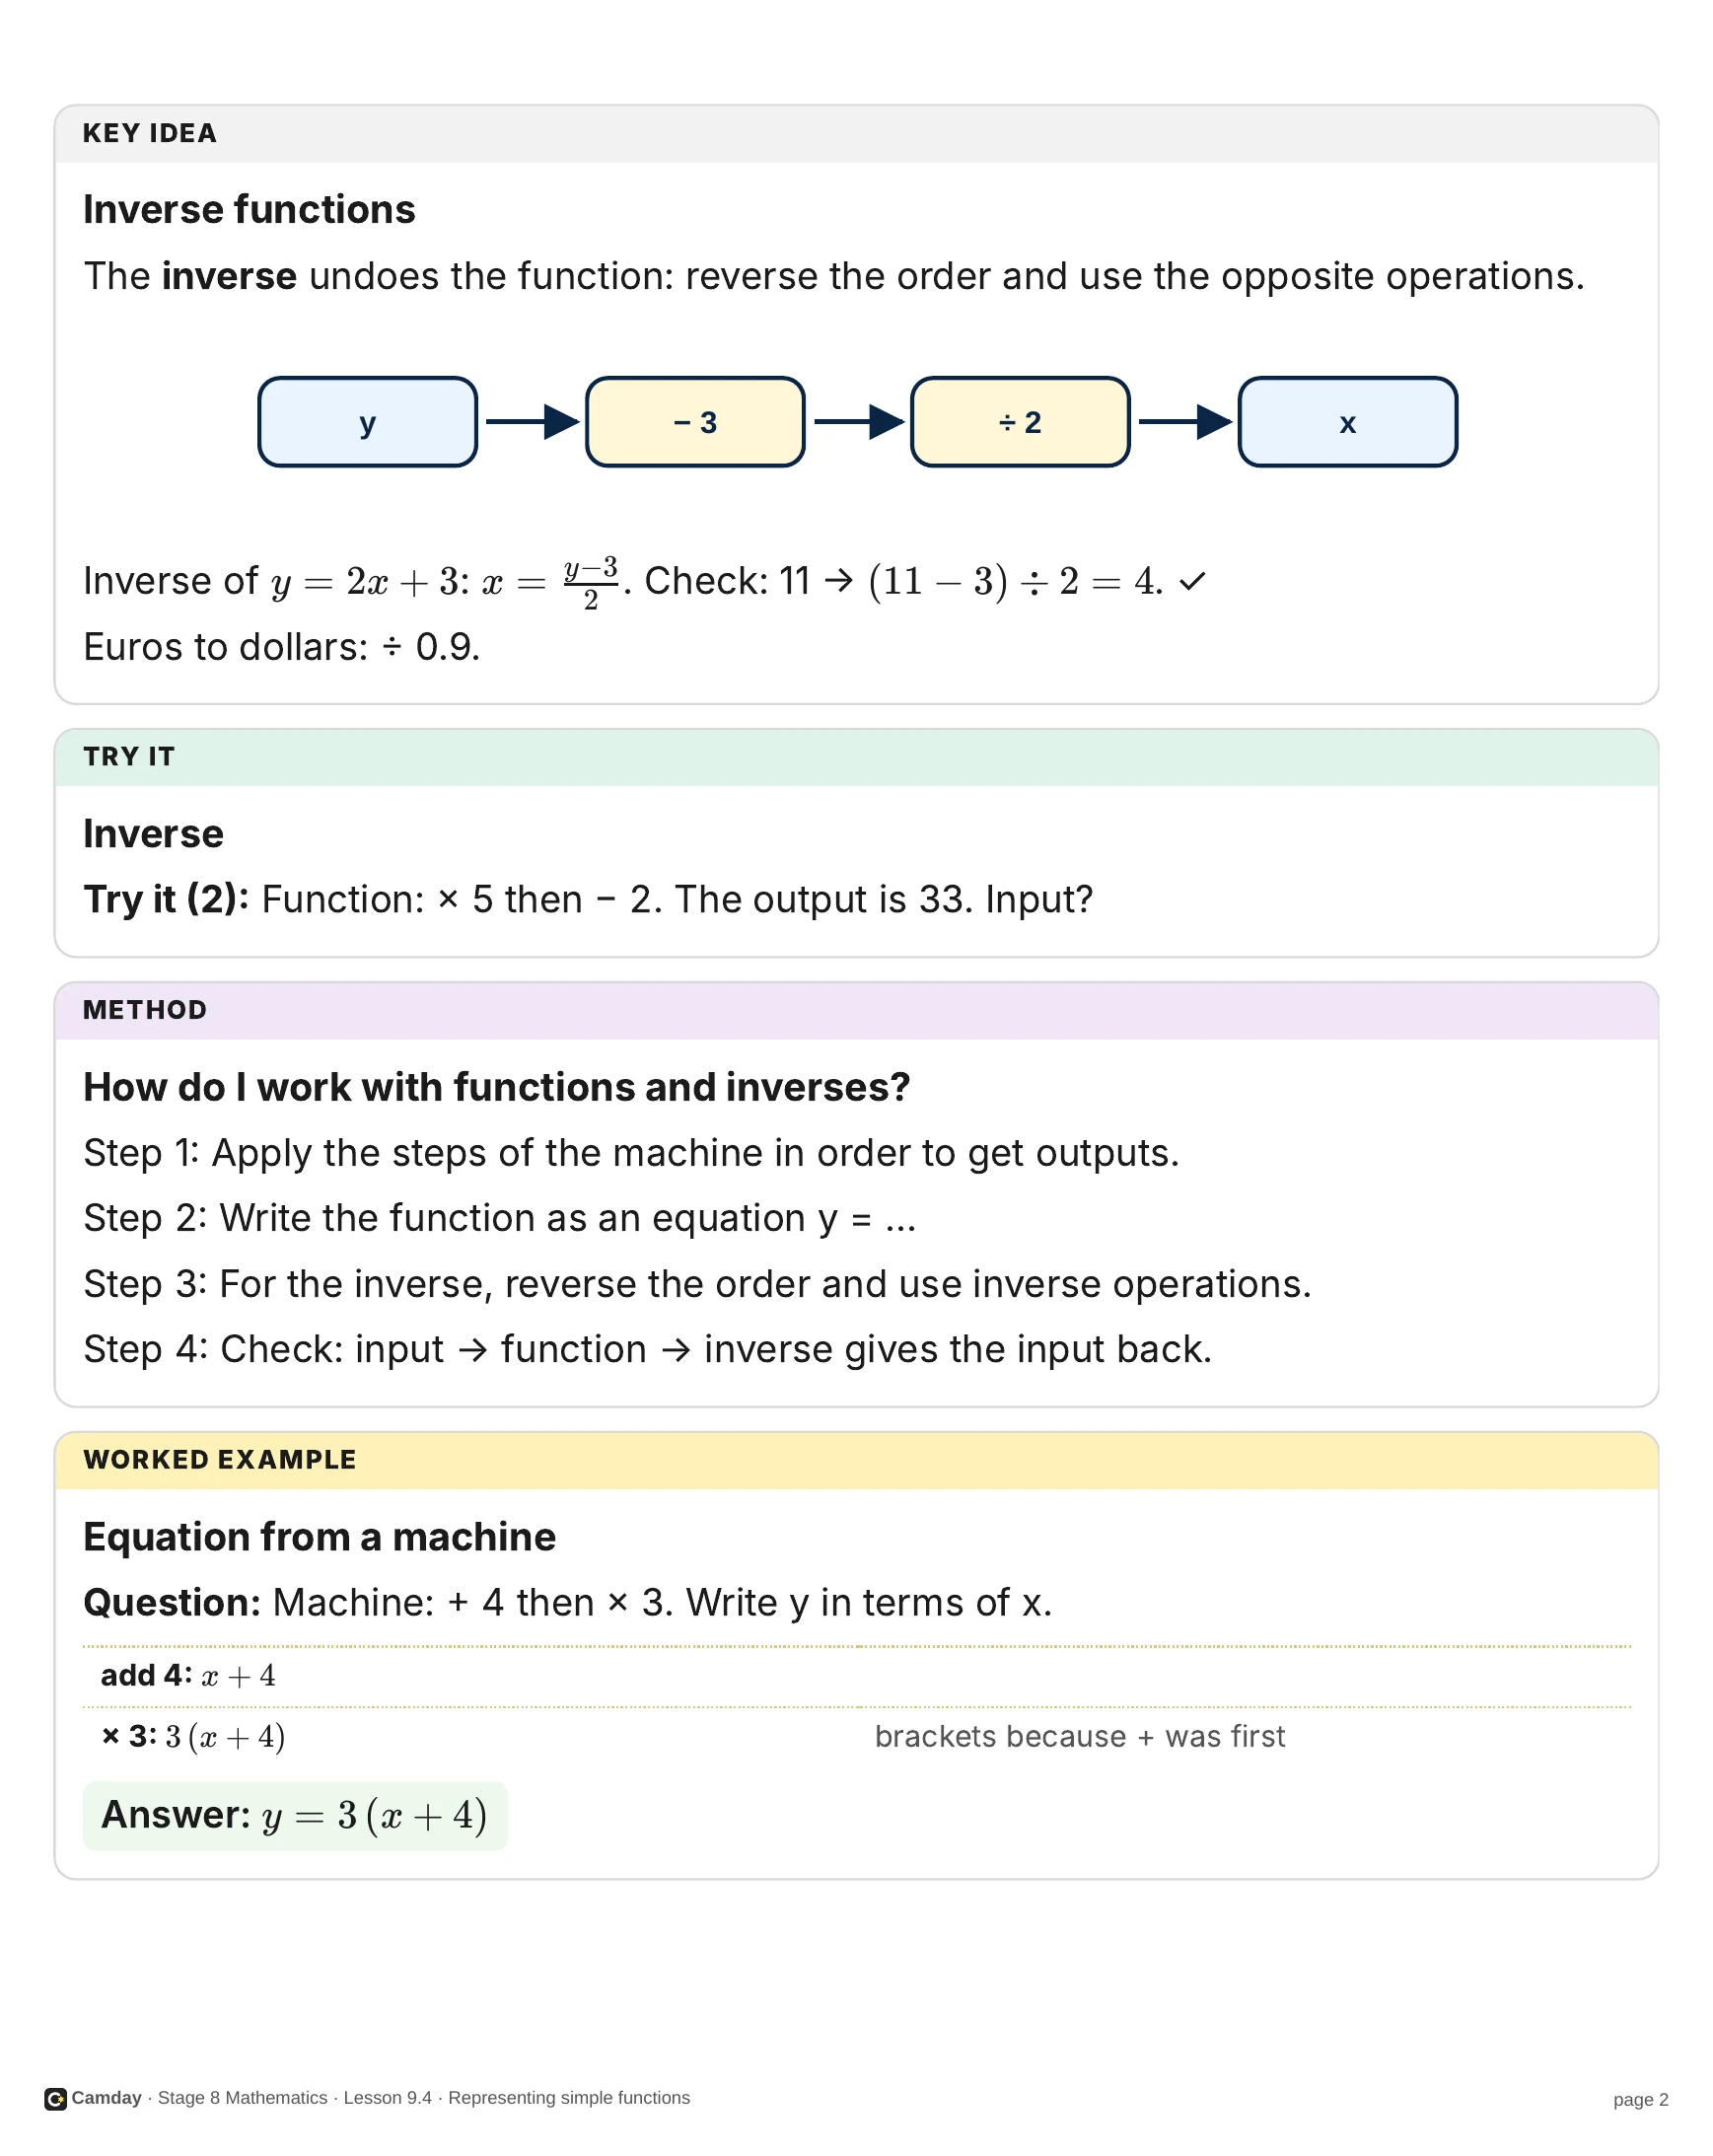 KEY IDEA
Inverse functions
The inverse undoes the function: reverse the order and use the opposite operations.
y → − 3 → ÷ 2 → x
Inverse of y = 2x + 3: x = \frac{y−3}{2}. Check: 11 → (11 − 3) ÷ 2 = 4. ✓
Euros to dollars: ÷ 0.9.
TRY IT
Inverse
Try it (2): Function: × 5 then − 2. The output is 33. Input?
METHOD
How do I work with functions and inverses?
Step 1: Apply the steps of the machine in order to get outputs.
Step 2: Write the function as an equation y = ...
Step 3: For the inverse, reverse the order and use inverse operations.
Step 4: Check: input → function → inverse gives the input back.
WORKED EXAMPLE
Equation from a machine
Question: Machine: + 4 then × 3. Write y in terms of x.
add 4: x + 4
× 3: 3 (x + 4) brackets because + was first
Answer: y = 3 (x + 4)
Camday · Stage 8 Mathematics · Lesson 9.4 · Representing simple functions page 2